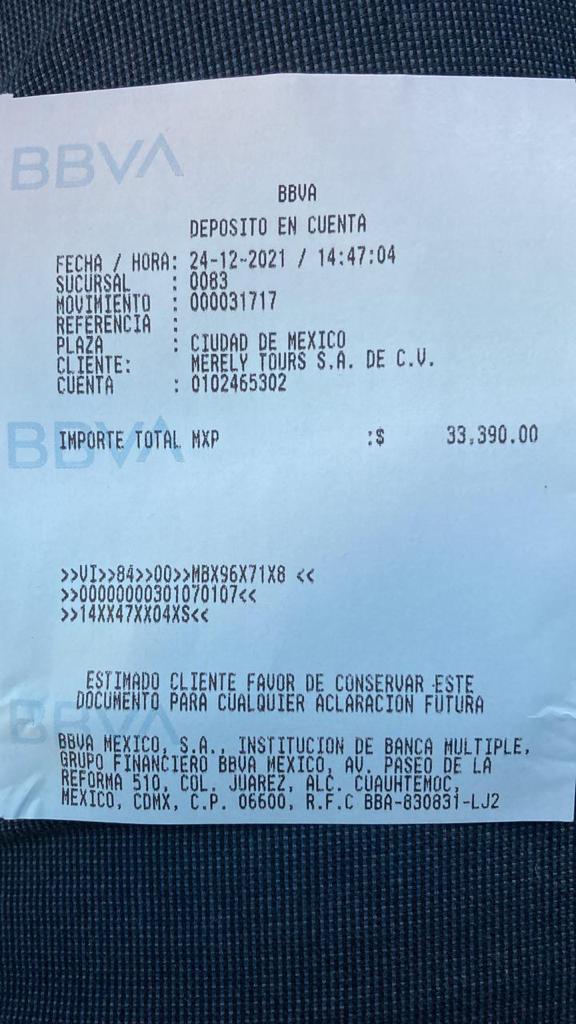 BBVA
BBVA
DEPOSITO EN CUENTA
FECHA / HORA: 24-12-2021 / 14:47:04
SUCURSAL : 0083
MOVIMIENTO : 000031717
REFERENCIA :
PLAZA : CIUDAD DE MEXICO
CLIENTE: MERELY TOURS S.A. DE C.V.
CUENTA : 0102465302
BBVA
IMPORTE TOTAL MXP :$ 33,390.00
>>VI>>84>>00>>MBX96X71X8 <<
>>00000000301070107<<
>>14XX47XX04XS<<
ESTIMADO CLIENTE FAVOR DE CONSERVAR ESTE
DOCUMENTO PARA CUALQUIER ACLARACION FUTURA
BBVA
BBVA MEXICO, S.A., INSTITUCION DE BANCA MULTIPLE,
GRUPO FINANCIERO BBVA MEXICO, AV. PASEO DE LA
REFORMA 510, COL. JUAREZ, ALC. CUAUHTEMOC,
MEXICO, CDMX, C.P. 06600, R.F.C BBA-830831-LJ2